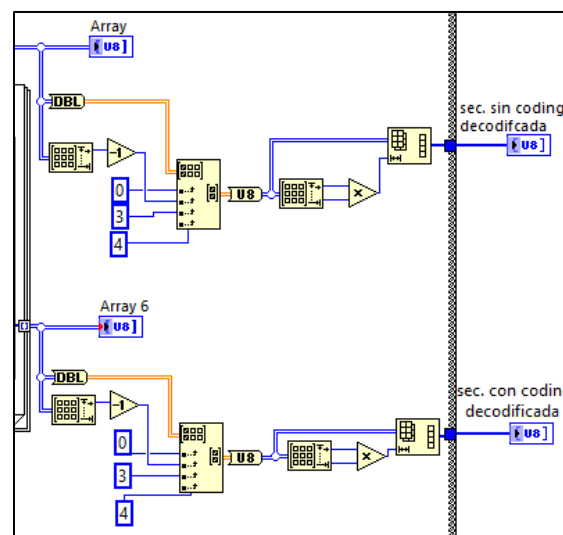 Array
U8]
DBL
sec. sin coding
decodifcada
U8]
-1
0
3
4
U8
x
Array 6
U8]
DBL
sec. con coding
decodificada
U8]
-1
0
3
4
U8
x